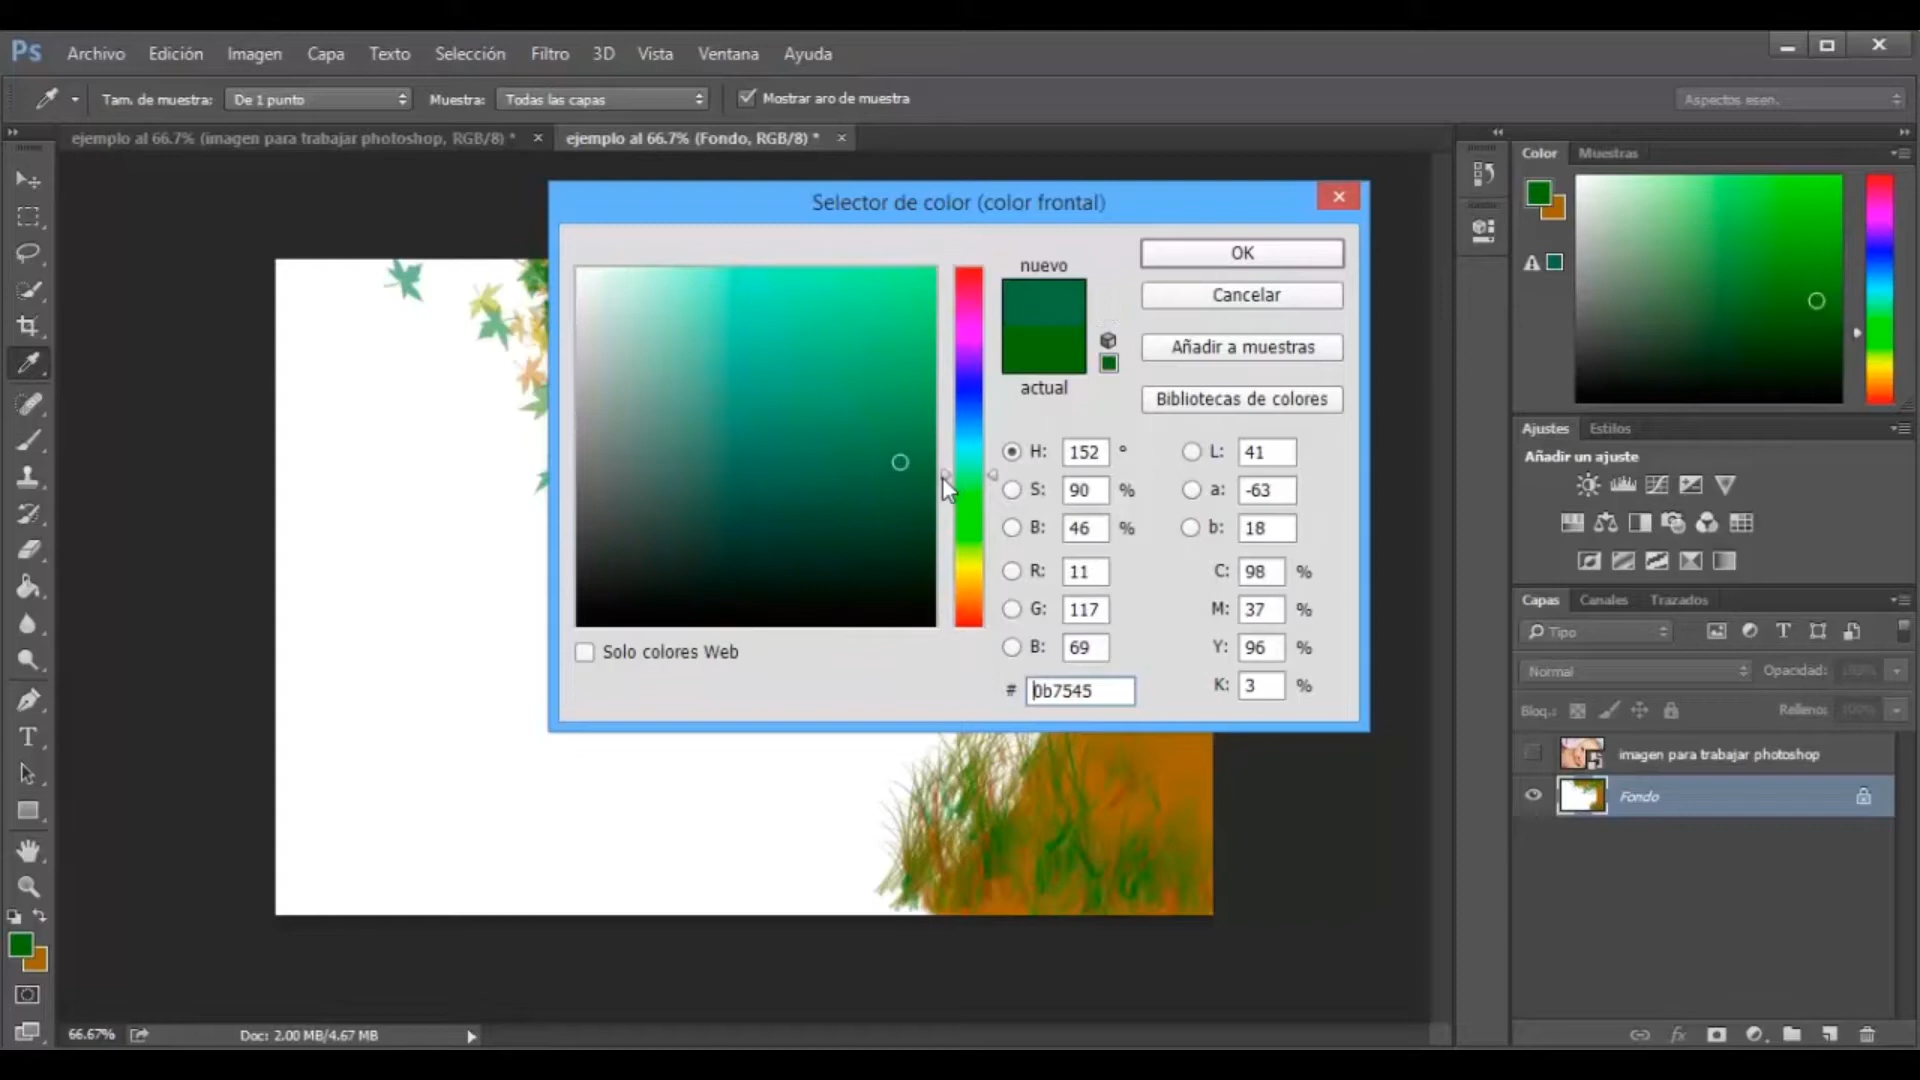 Ps Archivo Edición Imagen Capa Texto Selección Filtro 3D Vista Ventana Ayuda
Tam. de muestra: De 1 punto Muestra: Todas las capas Mostrar aro de muestra Aspectos esen.
ejemplo al 66.7% (imagen para trabajar photoshop, RGB/8) * × ejemplo al 66.7% (Fondo, RGB/8) * ×
Color Muestras
Selector de color (color frontal)
nuevo
actual
OK
Cancelar
Añadir a muestras
Bibliotecas de colores
H: 152 ° L: 41
S: 90 % a: -63
B: 46 % b: 18
R: 11 C: 98 %
G: 117 M: 37 %
B: 69 Y: 96 %
# 0b7545 K: 3 %
Solo colores Web
Ajustes Estilos
Añadir un ajuste
Capas Canales Trazados
Tipo
Normal Opacidad: 100%
Bloq.: Relleno: 100%
imagen para trabajar photoshop
Fondo
66.67% Doc: 2.00 MB/4.67 MB